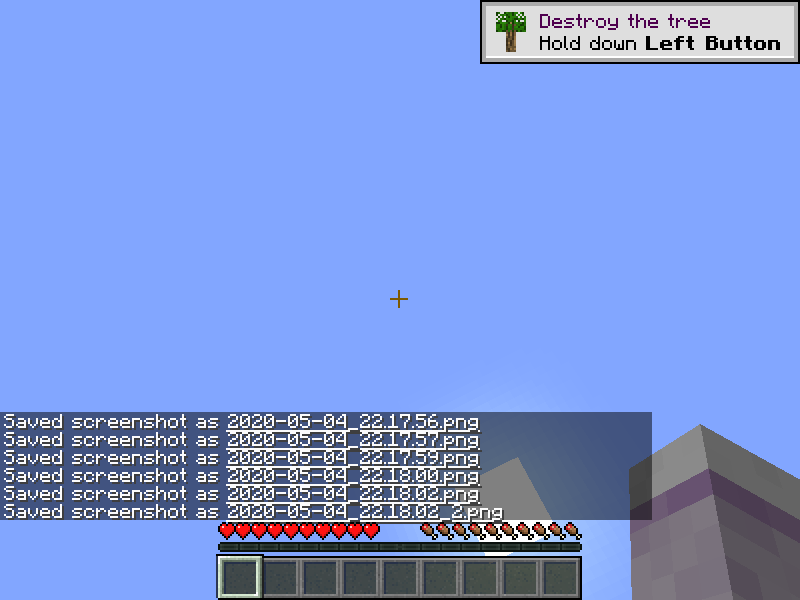 Destroy the tree
Hold down Left Button
Saved screenshot as 2020-05-04_22.17.56.png
Saved screenshot as 2020-05-04_22.17.57.png
Saved screenshot as 2020-05-04_22.17.59.png
Saved screenshot as 2020-05-04_22.18.00.png
Saved screenshot as 2020-05-04_22.18.02.png
Saved screenshot as 2020-05-04_22.18.02_2.png